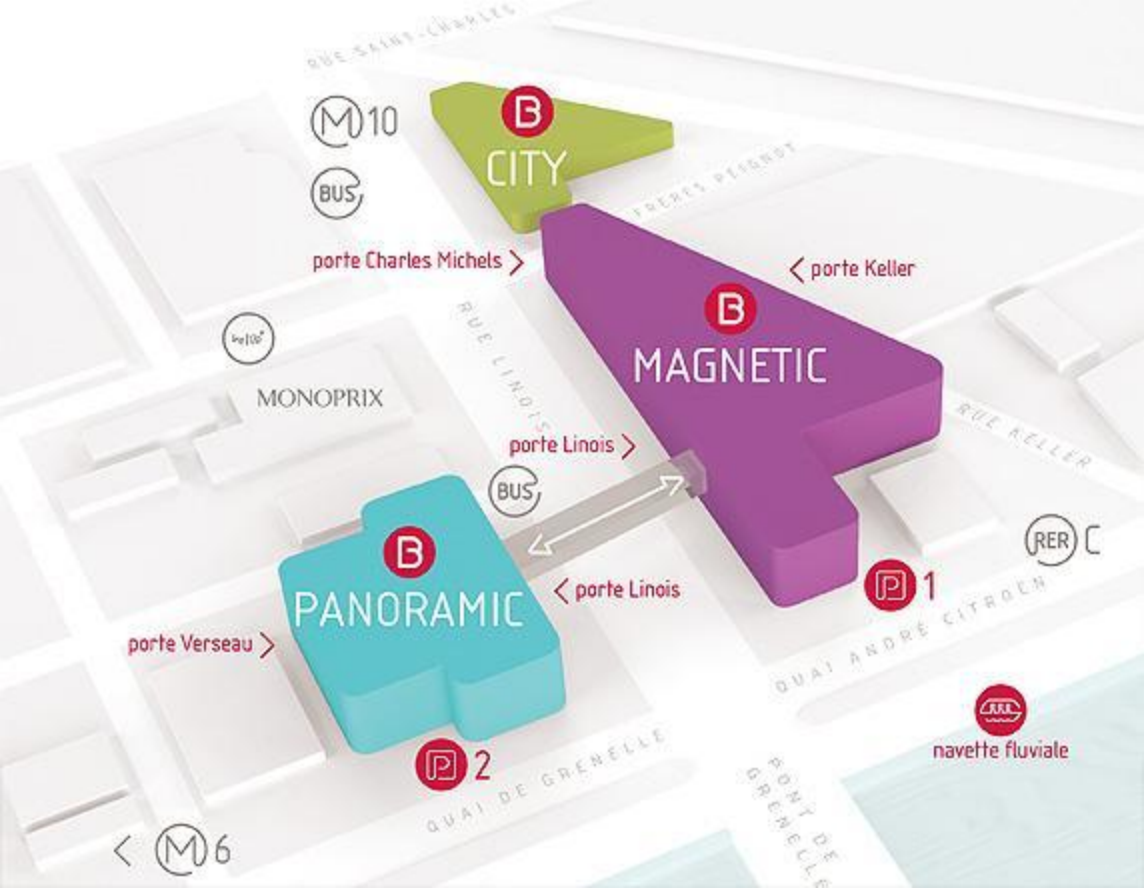 RUE SAINT-CHARLES
M 10
B
CITY
BUS
FRERES PEIGNOT
porte Charles Michels >
< porte Keller
B
MAGNETIC
RUE LINOIS
velib'
MONOPRIX
RUE KELLER
porte Linois >
BUS
B
PANORAMIC
RER C
P 1
< porte Linois
QUAI ANDRÉ CITROEN
porte Verseau >
navette fluviale
P 2
QUAI DE GRENELLE
PONT DE
GRENELLE
< M 6